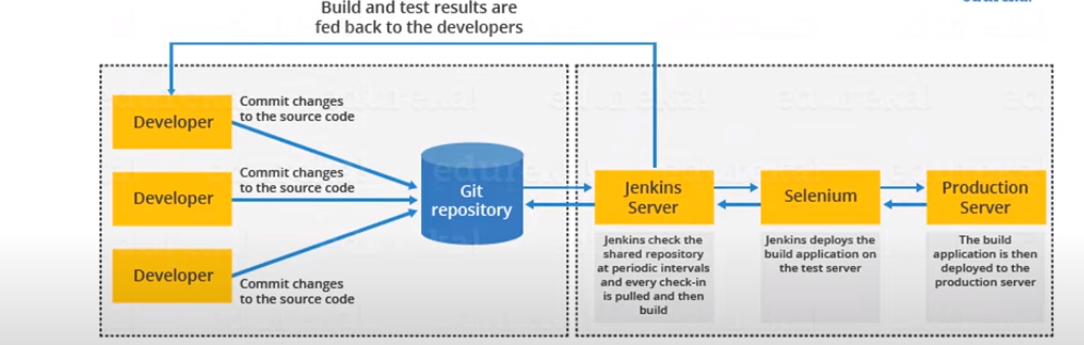 Build and test results are
fed back to the developers
Developer
Commit changes
to the source code
Developer
Commit changes
to the source code
Developer
Commit changes
to the source code
Git
repository
Jenkins
Server
Jenkins check the
shared repository
at periodic intervals
and every check-in
is pulled and then
build
Selenium
Jenkins deploys the
build application on
the test server
Production
Server
The build
application is then
deployed to the
production server